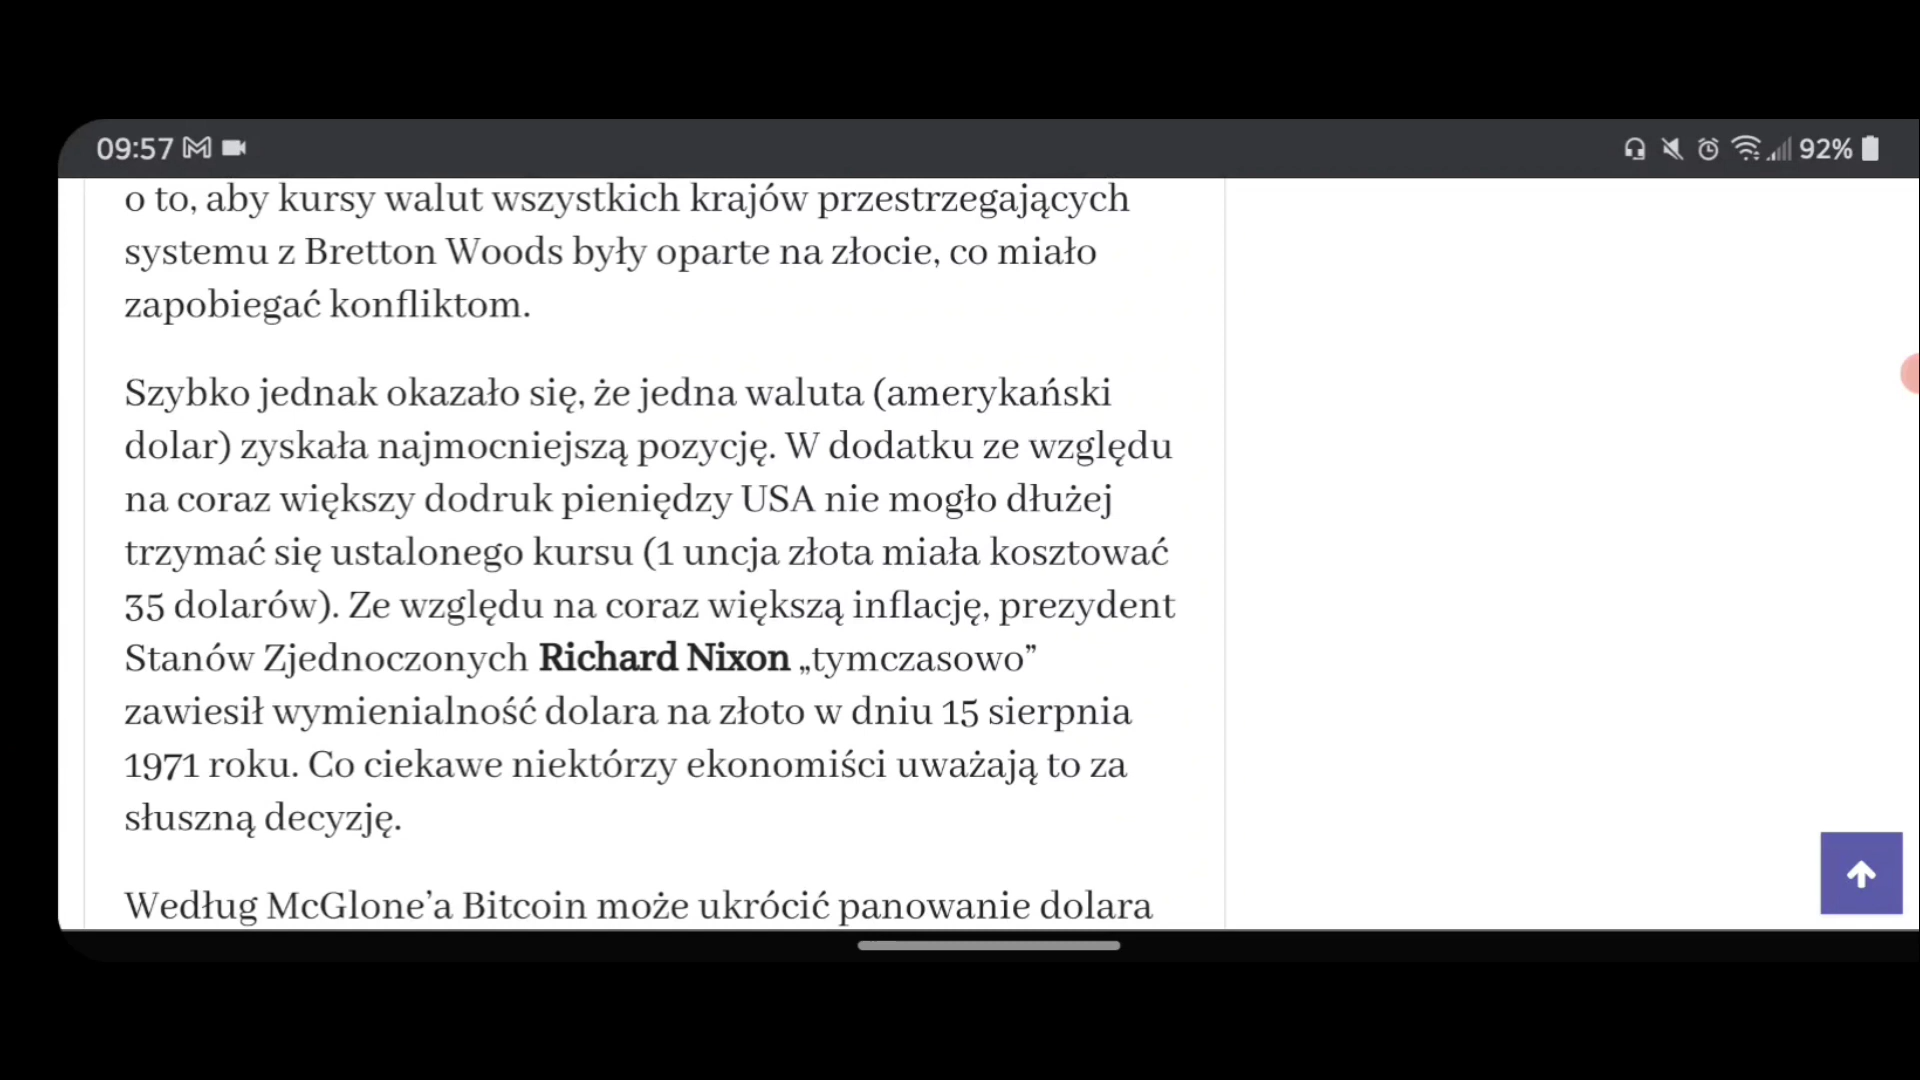 09:57
92%
o to, aby kursy walut wszystkich krajów przestrzegających
systemu z Bretton Woods były oparte na złocie, co miało
zapobiegać konfliktom.
Szybko jednak okazało się, że jedna waluta (amerykański
dolar) zyskała najmocniejszą pozycję. W dodatku ze względu
na coraz większy dodruk pieniędzy USA nie mogło dłużej
trzymać się ustalonego kursu (1 uncja złota miała kosztować
35 dolarów). Ze względu na coraz większą inflację, prezydent
Stanów Zjednoczonych Richard Nixon „tymczasowo”
zawiesił wymienialność dolara na złoto w dniu 15 sierpnia
1971 roku. Co ciekawe niektórzy ekonomiści uważają to za
słuszną decyzję.
Według McGlone’a Bitcoin może ukrócić panowanie dolara